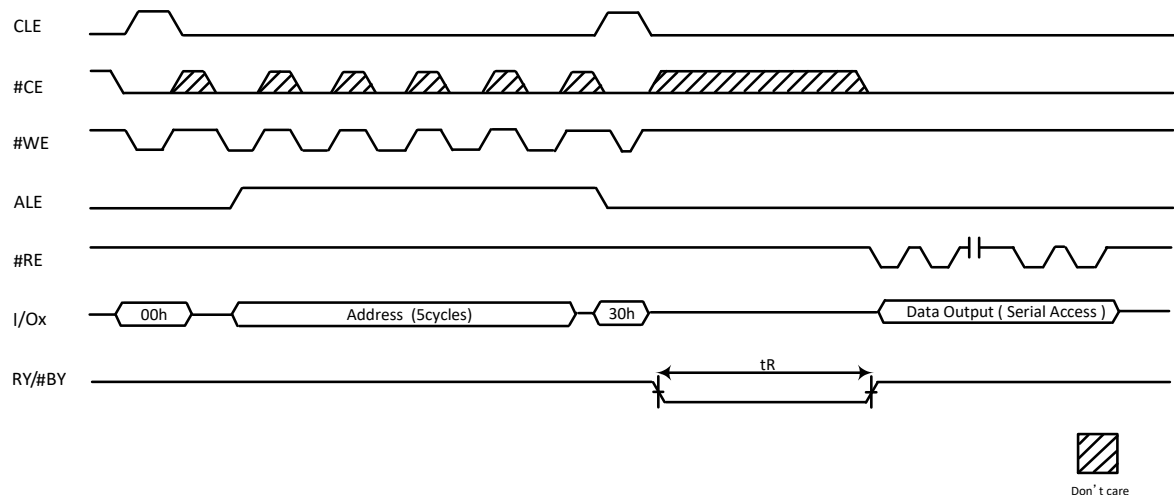 CLE
#CE
#WE
ALE
#RE
I/Ox
00h
Address (5cycles)
30h
Data Output ( Serial Access )
RY/#BY
tR
Don’t care